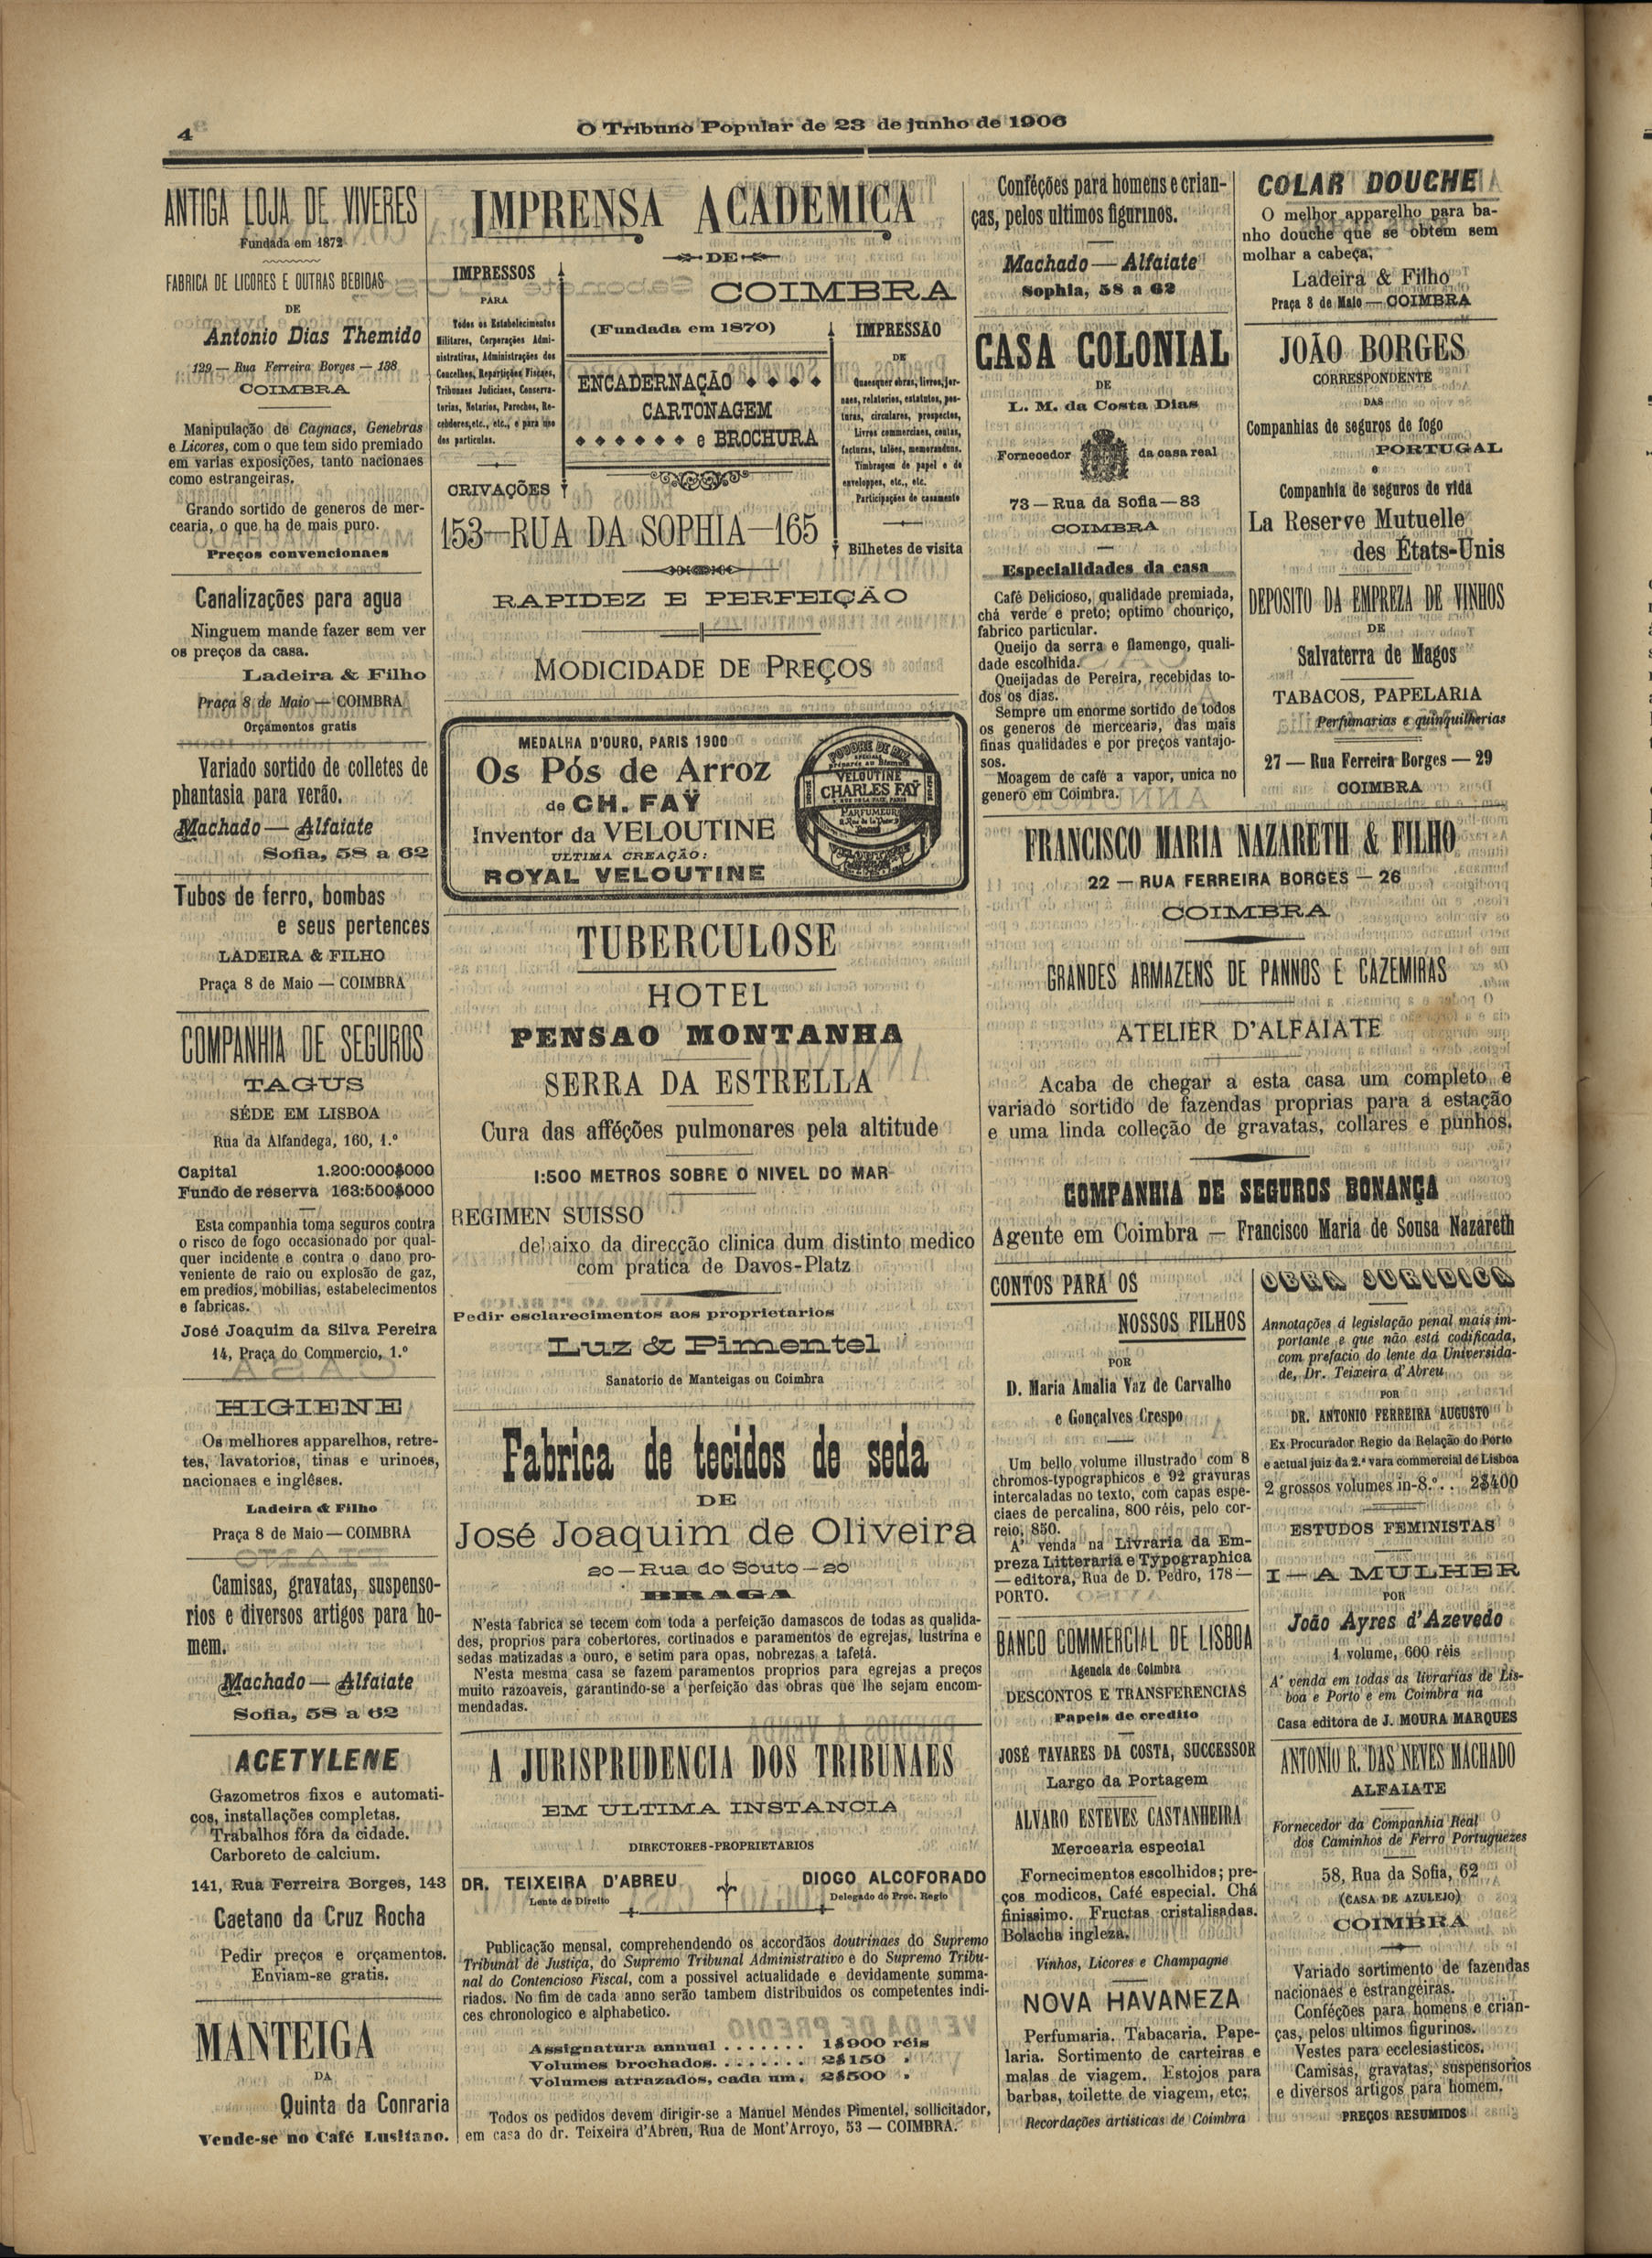 4
O Tribuno Popular de 23 de junho de 1906
ANTIGA LOJA DE VIVERES
Fundada em 1872
FABRICA DE LICORES E OUTRAS BEBIDAS
DE
Antonio Dias Themido
129 — Rua Ferreira Borges — 138
COIMBRA
Manipulação de Cagnacs, Genebras
e Licores, com o que tem sido premiado
em varias exposições, tanto nacionaes
como estrangeiras.
Grando sortido de generos de mer-
cearia, o que ha de mais puro.
Preços convencionaes
Canalizações para agua
Ninguem mande fazer sem ver
os preços da casa.
Ladeira & Filho
Praça 8 de Maio — COIMBRA
Orçamentos gratis
Variado sortido de colletes de
phantasia para verão.
Machado — Alfaiate
Sofia, 58 a 62
Tubos de ferro, bombas
e seus pertences
LADEIRA & FILHO
Praça 8 de Maio — COIMBRA
COMPANHIA DE SEGUROS
TAGUS
SÉDE EM LISBOA
Rua da Alfandega, 160, 1.º
Capital 1.200:000$000
Fundo de reserva 163:500$000
Esta companhia toma seguros contra
o risco de fogo occasionado por qual-
quer incidente e contra o dano pro-
veniente de raio ou explosão de gaz,
em predios, mobilias, estabelecimentos
e fabricas.
José Joaquim da Silva Pereira
14, Praça do Commercio, 1.º
HIGIENE
Os melhores apparelhos, retre-
tes, lavatorios, tinas e urinoes,
nacionaes e inglêses.
Ladeira & Filho
Praça 8 de Maio — COIMBRA
Camisas, gravatas, suspenso-
rios e diversos artigos para ho-
mem.
Machado — Alfaiate
Sofia, 58 a 62
ACETYLENE
Gazometros fixos e automati-
cos, installações completas.
Trabalhos fóra da cidade.
Carboreto de calcium.
141, Rua Ferreira Borges, 143
Caetano da Cruz Rocha
Pedir preços e orçamentos.
Enviam-se gratis.
MANTEIGA
DA
Quinta da Conraria
Vende-se no Café Lusitano.
IMPRENSA ACADEMICA
DE
COIMBRA
(Fundada em 1870)
IMPRESSOS
PARA
Todos os Estabelecimentos
Militares, Corporações Admi-
nistrativas, Administrações dos
Concelhos, Repartições Fiscaes,
Tribunaes Judiciaes, Conserva-
torias, Notarios, Parochos, Re-
cebedores, etc., etc., e para uso
dos particulas.
CRIVAÇÕES
ENCADERNAÇÃO
CARTONAGEM
e BROCHURA
IMPRESSÃO
DE
Quaesquer obras, livros, jor-
naes, relatorios, estatutos, pos-
turas, circulares, prospectos,
Livros commerciaes, contas,
facturas, talões, memoranduns.
Timbragem de papel e de
enveloppes, etc., etc.
Participações de casamento
Bilhetes de visita
153—RUA DA SOPHIA—165
RAPIDEZ E PERFEIÇÃO
MODICIDADE DE PREÇOS
MEDALHA D'OURO, PARIS 1900
Os Pós de Arroz
de CH. FAŸ
Inventor da VELOUTINE
ULTIMA CREAÇÃO:
ROYAL VELOUTINE
POUDRE DE RIZ
VELOUTINE
CHARLES FAŸ
PARFUMEUR
TUBERCULOSE
HOTEL
PENSAO MONTANHA
SERRA DA ESTRELLA
Cura das afféções pulmonares pela altitude
1:500 METROS SOBRE O NIVEL DO MAR
REGIMEN SUISSO
debaixo da direcção clinica dum distinto medico
com pratica de Davos-Platz
Pedir esclarecimentos aos proprietarios
Luz & Pimentel
Sanatorio de Manteigas ou Coimbra
Fabrica de tecidos de seda
DE
José Joaquim de Oliveira
20 — Rua do Souto — 20
BRAGA
N'esta fabrica se tecem com toda a perfeição damascos de todas as qualida-
des, proprios para cobertores, cortinados e paramentos de egrejas, lustrina e
sedas matizadas a ouro, e setim para opas, nobrezas a tafetá.
N'esta mesma casa se fazem paramentos proprios para egrejas a preços
muito razoaveis, garantindo-se a perfeição das obras que lhe sejam encom-
mendadas.
A JURISPRUDENCIA DOS TRIBUNAES
EM ULTIMA INSTANCIA
DIRECTORES-PROPRIETARIOS
DR. TEIXEIRA D'ABREU
Lente de Direito
DIOGO ALCOFORADO
Delegado do Proc. Regio
Publicação mensal, comprehendendo os accordãos doutrinaes do Supremo
Tribunal de Justiça, do Supremo Tribunal Administrativo e do Supremo Tribu-
nal do Contencioso Fiscal, com a possivel actualidade e devidamente summa-
riados. No fim de cada anno serão tambem distribuidos os competentes indi-
ces chronologico e alphabetico.
Assignatura annual . . . . . . . 1$900 réis
Volumes brochados. . . . . . . . 2$150 »
Volumes atrazados, cada um. 2$500 »
Todos os pedidos devem dirigir-se a Manuel Mendes Pimentel, sollicitador,
em casa do dr. Teixeira d'Abreu, Rua de Mont'Arroyo, 53 — COIMBRA.
Conféções para homens e crian-
ças, pelos ultimos figurinos.
Machado — Alfaiate
Sophia, 58 a 62
CASA COLONIAL
DE
L. M. da Costa Dias
Fornecedor da casa real
73 — Rua da Sofia — 83
COIMBRA
Especialidades da casa
Café Delicioso, qualidade premiada,
chá verde e preto; optimo chouriço,
fabrico particular.
Queijo da serra e flamengo, quali-
dade escolhida.
Queijadas de Pereira, recebidas to-
dos os dias.
Sempre um enorme sortido de todos
os generos de mercearia, das mais
finas qualidades e por preços vantajo-
sos.
Moagem de café a vapor, unica no
genero em Coimbra.
COLAR DOUCHE
O melhor apparelho para ba-
nho douche que se obtem sem
molhar a cabeça,
Ladeira & Filho
Praça 8 de Maio — COIMBRA
JOÃO BORGES
CORRESPONDENTE
DAS
Companhias de seguros de fogo
PORTUGAL
e
Companhia de seguros de vida
La Reserve Mutuelle
des États-Unis
DEPOSITO DA EMPREZA DE VINHOS
DE
Salvaterra de Magos
TABACOS, PAPELARIA
Perfumarias e quinquilherias
27 — Rua Ferreira Borges — 29
COIMBRA
FRANCISCO MARIA NAZARETH & FILHO
22 — RUA FERREIRA BORGES — 26
COIMBRA
GRANDES ARMAZENS DE PANNOS E CAZEMIRAS
ATELIER D'ALFAIATE
Acaba de chegar a esta casa um completo e
variado sortido de fazendas proprias para a estação
e uma linda colleção de gravatas, collares e punhos.
COMPANHIA DE SEGUROS BONANÇA
Agente em Coimbra — Francisco Maria de Sousa Nazareth
CONTOS PARA OS
NOSSOS FILHOS
POR
D. Maria Amalia Vaz de Carvalho
e Gonçalves Crespo
Um bello volume illustrado com 8
chromos-typographicos e 92 gravuras
intercaladas no texto, com capas espe-
ciaes de percalina, 800 réis, pelo cor-
reio, 850.
A' venda na Livraria da Em-
preza Litteraria e Typographica
— editora, Rua de D. Pedro, 178 —
PORTO.
BANCO COMMERCIAL DE LISBOA
Agencia de Coimbra
DESCONTOS E TRANSFERENCIAS
Papeis de credito
JOSÉ TAVARES DA COSTA, SUCCESSOR
Largo da Portagem
ALVARO ESTEVES CASTANHEIRA
Mercearia especial
Fornecimentos escolhidos; pre-
ços modicos, Café especial. Chá
finissimo. Fructas cristalisadas.
Bolacha ingleza.
Vinhos, Licores e Champagne
NOVA HAVANEZA
Perfumaria. Tabacaria. Pape-
laria. Sortimento de carteiras e
malas de viagem. Estojos para
barbas, toilette de viagem, etc,
Recordações artisticas de Coimbra
OBRA JURIDICA
Annotações á legislação penal mais im-
portante e que não está codificada,
com prefacio do lente da Universida-
de, Dr. Teixeira d'Abreu
POR
DR. ANTONIO FERREIRA AUGUSTO
Ex Procurador Regio da Relação do Porto
e actual juiz da 2.ª vara commercial de Lisboa
2 grossos volumes in-8.º. . 2$400
ESTUDOS FEMINISTAS
I — A MULHER
POR
João Ayres d'Azevedo
1 volume, 600 réis
A' venda em todas as livrarias de Lis-
boa e Porto e em Coimbra na
Casa editora de J. MOURA MARQUES
ANTONIO R. DAS NEVES MACHADO
ALFAIATE
Fornecedor da Companhia Real
dos Caminhos de Ferro Portuguezes
58, Rua da Sofia, 62
(CASA DE AZULEJO)
COIMBRA
Variado sortimento de fazendas
nacionaes e estrangeiras.
Conféções para homens e crian-
ças, pelos ultimos figurinos.
Vestes para ecclesiasticos.
Camisas, gravatas, suspensorios
e diversos artigos para homem.
PREÇOS RESUMIDOS